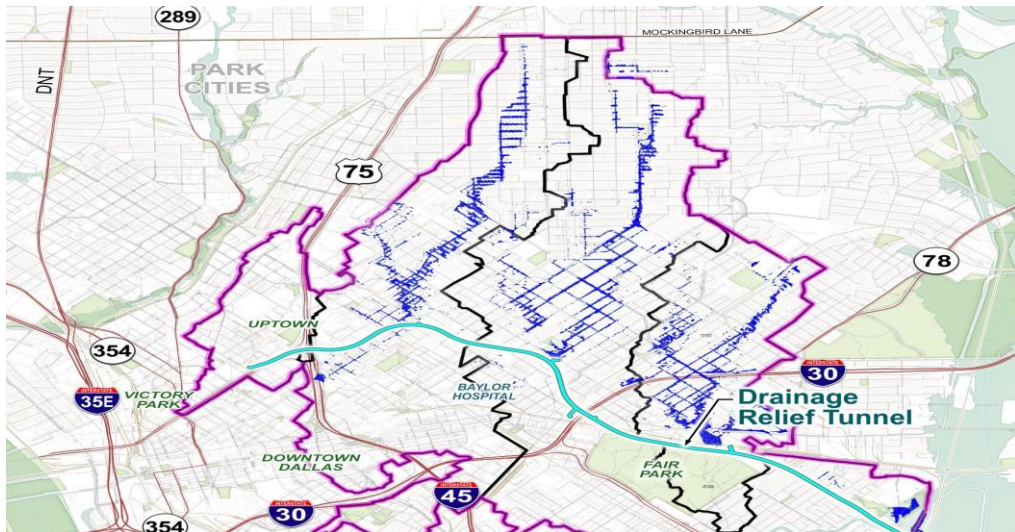 289
MOCKINGBIRD LANE
DNT
PARK
CITIES
75
78
UPTOWN
354
INTERSTATE
35E
VICTORY
PARK
BAYLOR
HOSPITAL
INTERSTATE
30
Drainage
Relief Tunnel
DOWNTOWN
DALLAS
FAIR
PARK
INTERSTATE
45
INTERSTATE
30
354